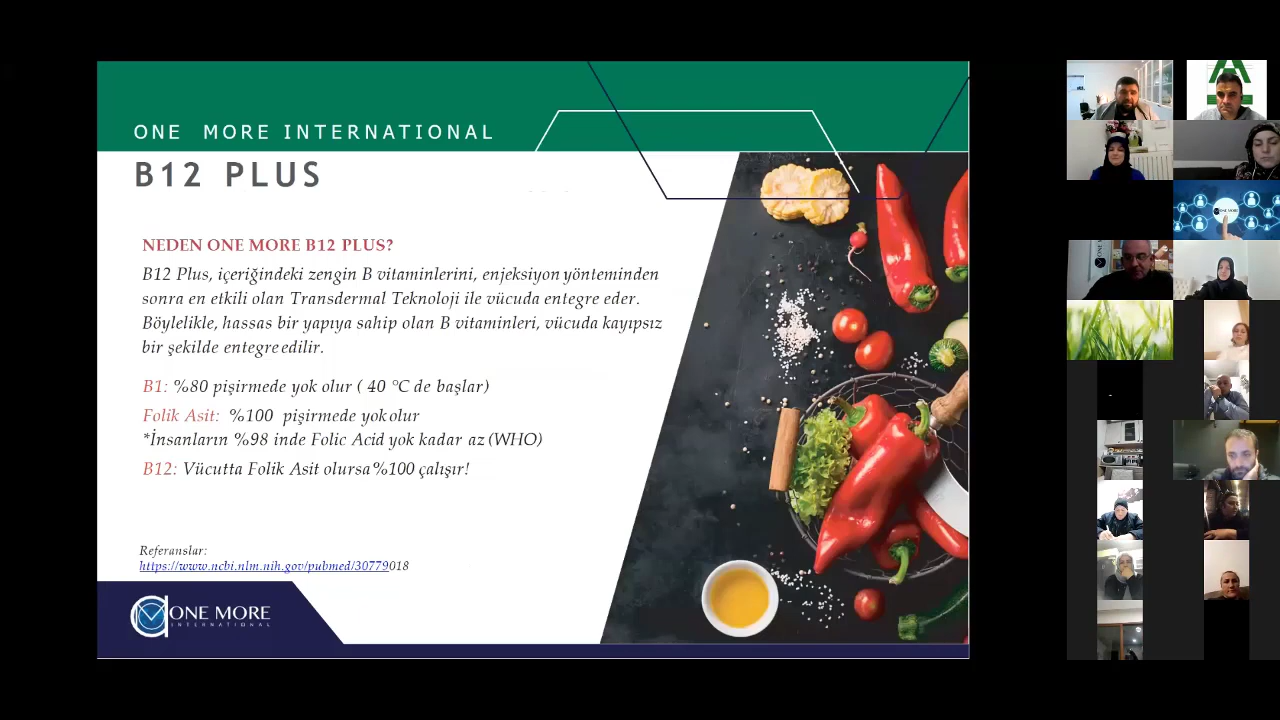 ONE MORE INTERNATIONAL
B12 PLUS
NEDEN ONE MORE B12 PLUS?
B12 Plus, içeriğindeki zengin B vitaminlerini, enjeksiyon yönteminden
sonra en etkili olan Transdermal Teknoloji ile vücuda entegre eder.
Böylelikle, hassas bir yapıya sahip olan B vitaminleri, vücuda kayıpsız
bir şekilde entegre edilir.
B1: %80 pişirmede yok olur ( 40 °C de başlar)
Folik Asit: %100 pişirmede yok olur
*İnsanların %98 inde Folic Acid yok kadar az (WHO)
B12: Vücutta Folik Asit olursa %100 çalışır!
Referanslar:
https://www.ncbi.nlm.nih.gov/pubmed/30779018
ONE MORE
INTERNATIONAL
ONE MORE